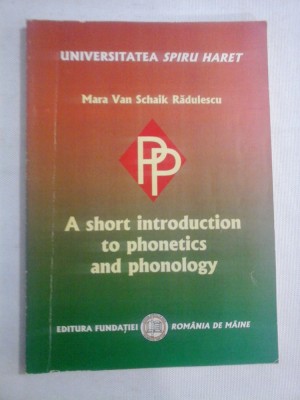 UNIVERSITATEA SPIRU HARET
Mara Van Schaik Rădulescu
PP
A short introduction
to phonetics
and phonology
EDITURA FUNDAȚIEI ROMÂNIA DE MÂINE